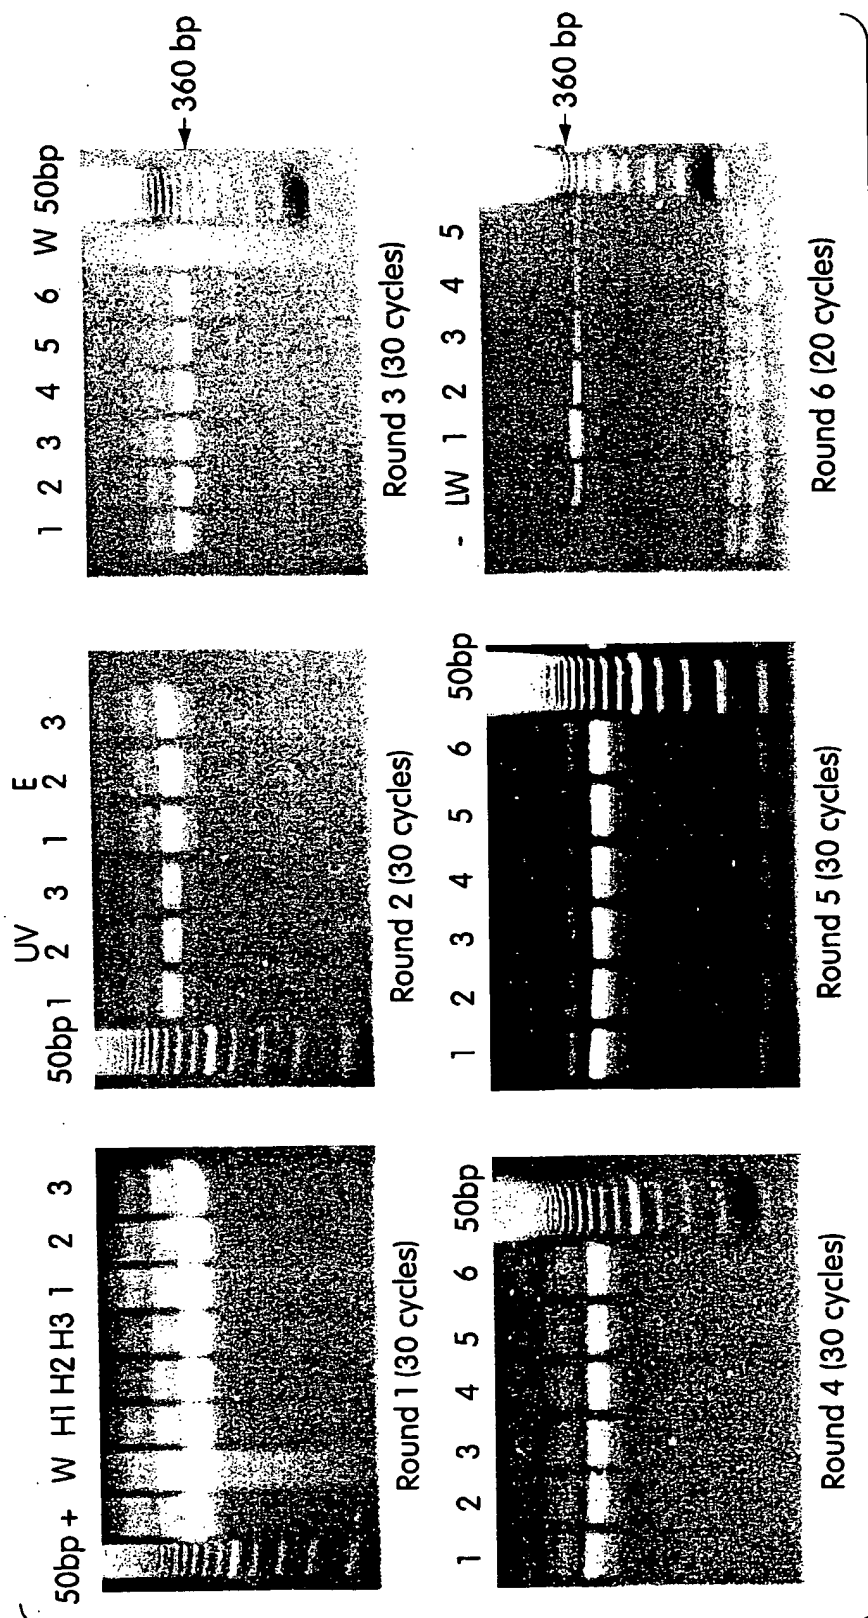 50bp + W H1 H2 H3 1 2 3
Round 1 (30 cycles)
UV E
50bp 1 2 3 1 2 3
Round 2 (30 cycles)
1 2 3 4 5 6 W 50bp
360 bp
Round 3 (30 cycles)
1 2 3 4 5 6 50bp
Round 4 (30 cycles)
1 2 3 4 5 6 50bp
Round 5 (30 cycles)
- LW 1 2 3 4 5
360 bp
Round 6 (20 cycles)